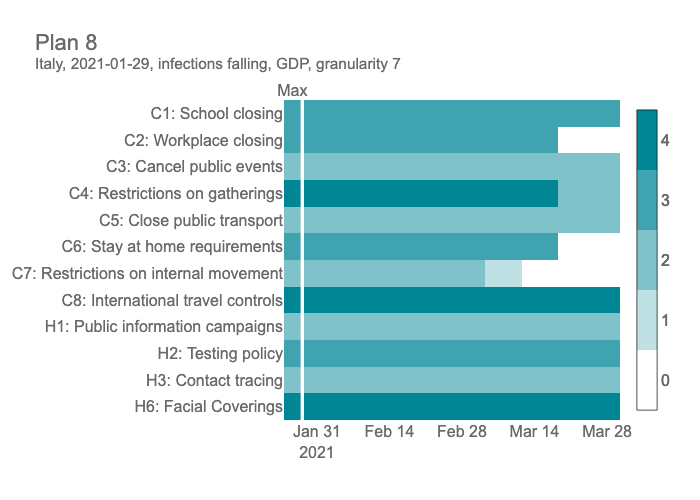 Plan 8
Italy, 2021-01-29, infections falling, GDP, granularity 7
Max
C1: School closing
C2: Workplace closing
C3: Cancel public events
C4: Restrictions on gatherings
C5: Close public transport
C6: Stay at home requirements
C7: Restrictions on internal movement
C8: International travel controls
H1: Public information campaigns
H2: Testing policy
H3: Contact tracing
H6: Facial Coverings
Jan 31 Feb 14 Feb 28 Mar 14 Mar 28
2021
4
3
2
1
0